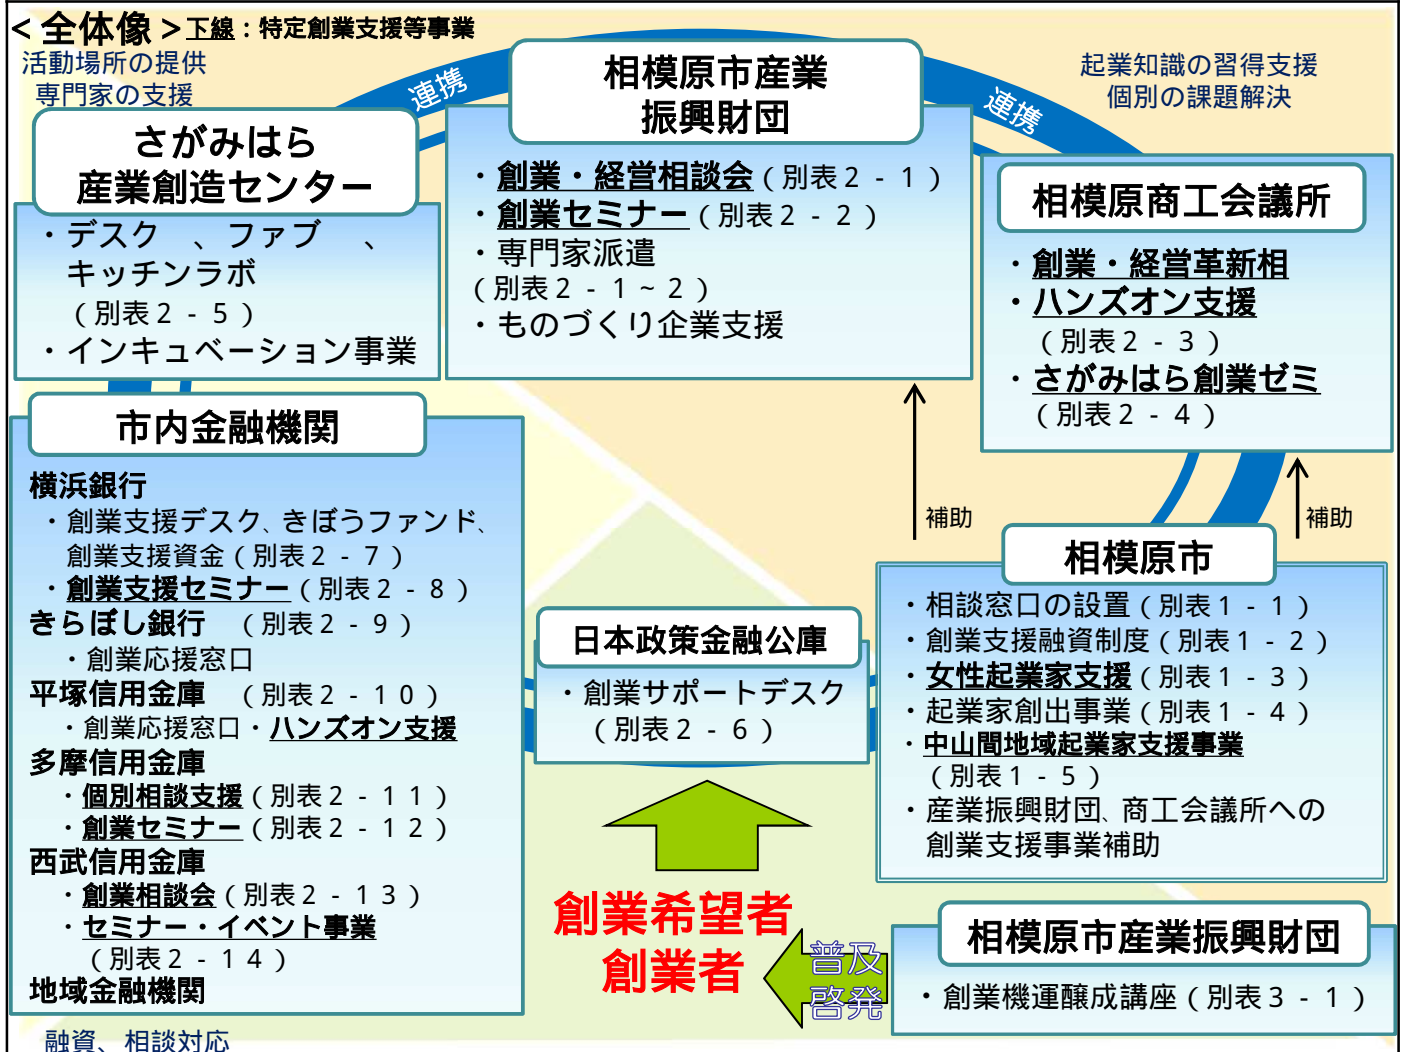 ＜全体像＞下線：特定創業支援等事業
活動場所の提供
専門家の支援
連携
連携
起業知識の習得支援
個別の課題解決
さがみはら
産業創造センター
・デスク　、ファブ　、
キッチンラボ
（別表２‐５）
・インキュベーション事業
相模原市産業
振興財団
・創業・経営相談会（別表２‐１）
・創業セミナー（別表２‐２）
・専門家派遣
（別表２‐１~２）
・ものづくり企業支援
相模原商工会議所
・創業・経営革新相
・ハンズオン支援
（別表２‐３）
・さがみはら創業ゼミ
（別表２‐４）
市内金融機関
横浜銀行
・創業支援デスク、きぼうファンド、
創業支援資金（別表２‐７）
・創業支援セミナー（別表２‐８）
きらぼし銀行　（別表２‐９）
・創業応援窓口
平塚信用金庫　（別表２‐１０）
・創業応援窓口・ハンズオン支援
多摩信用金庫
・個別相談支援（別表２‐１１）
・創業セミナー（別表２‐１２）
西武信用金庫
・創業相談会（別表２‐１３）
・セミナー・イベント事業
（別表２‐１４）
地域金融機関
融資、相談対応
日本政策金融公庫
・創業サポートデスク
（別表２‐６）
補助
補助
相模原市
・相談窓口の設置（別表１‐１）
・創業支援融資制度（別表１‐２）
・女性起業家支援（別表１‐３）
・起業家創出事業（別表１‐４）
・中山間地域起業家支援事業
（別表１‐５）
・産業振興財団、商工会議所への
創業支援事業補助
創業希望者
創業者
普及
啓発
相模原市産業振興財団
・創業機運醸成講座（別表３‐１）